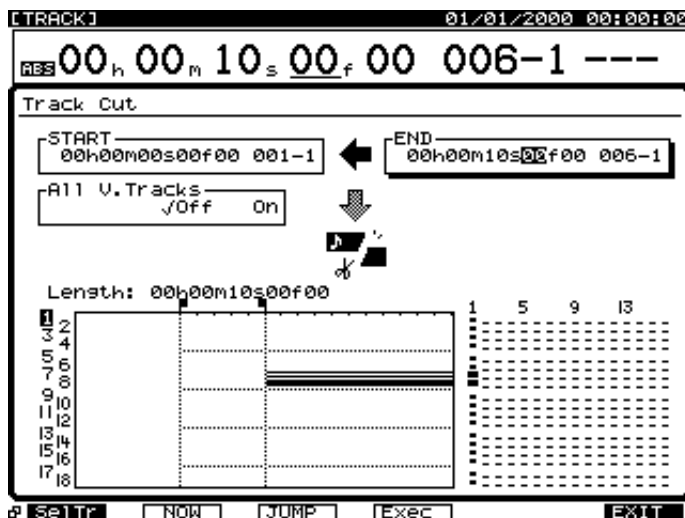 [TRACK] 01/01/2000 00:00:00
ABS 00h 00m 10s 00f 00 006-1 ---
Track Cut
START END
00h00m00s00f00 001-1 00h00m10s00f00 006-1
All V.Tracks
√Off On
Length: 00h00m10s00f00
1 5 9 13
1
2
3
4
5
6
7
8
9
10
11
12
13
14
15
16
17
18
SelTr NOW JUMP Exec EXIT